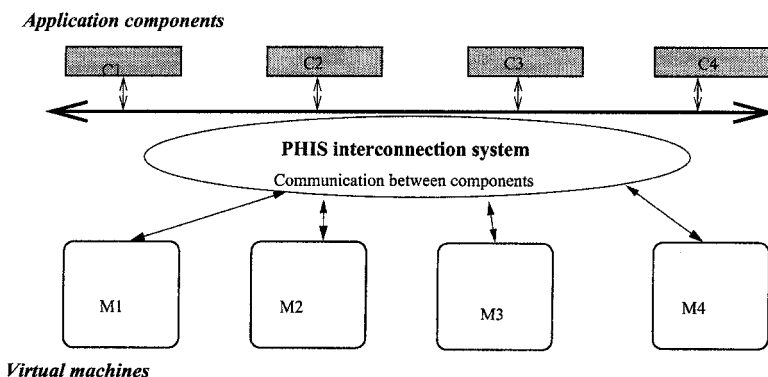 Application components
C1 C2 C3 C4
PHIS interconnection system
Communication between components
M1 M2 M3 M4
Virtual machines